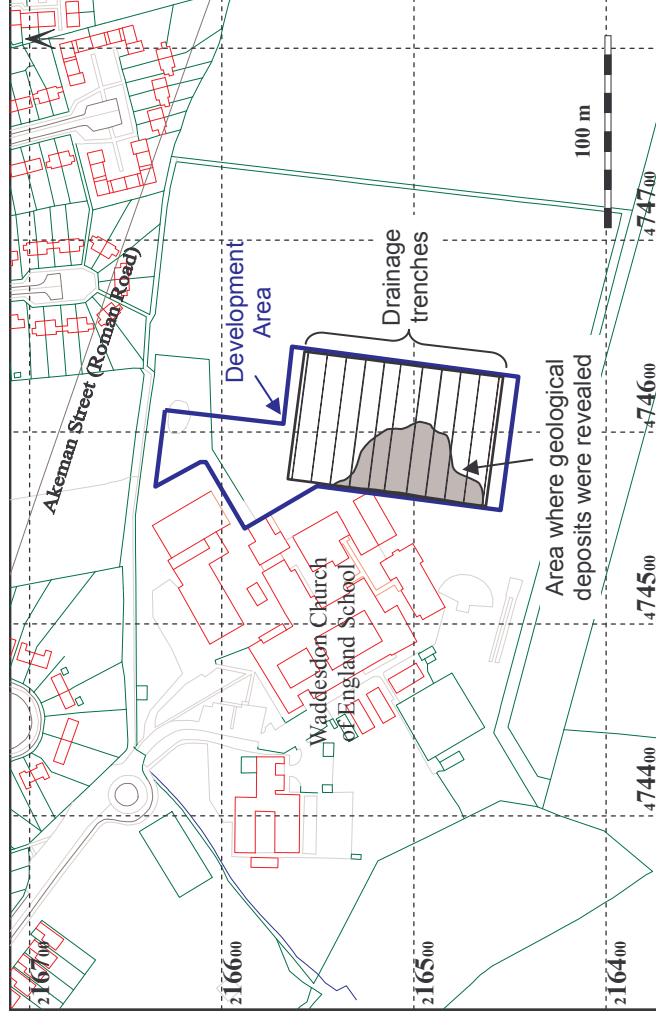 Akeman Street (Roman Road)
Development
Area
Drainage
trenches
100 m
Waddesdon Church
of England School
Area where geological
deposits were revealed
216700
216600
216500
216400
474400
474500
474600
474700